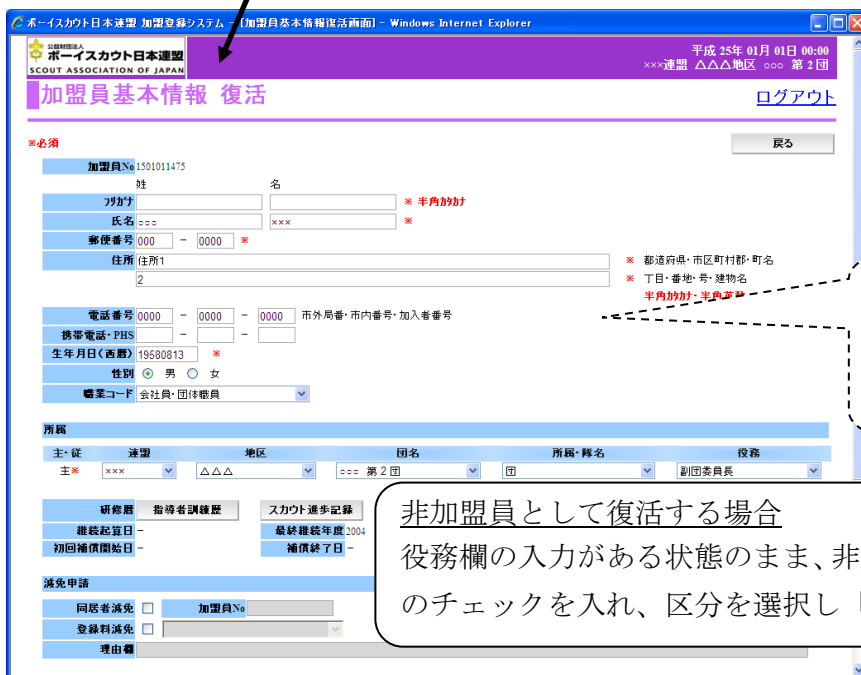 ボーイスカウト日本連盟 加盟登録システム - [加盟員基本情報復活画面] - Windows Internet Explorer
公益財団法人
ボーイスカウト日本連盟
SCOUT ASSOCIATION OF JAPAN
平成 25年 01月 01日 00:00
×××連盟 △△△地区 ○○○ 第2団
加盟員基本情報 復活
ログアウト
※必須
戻る
加盟員No 1501011475
姓 名
フリガナ ※ 半角カタカナ
氏名 ○○○ ××× ※
郵便番号 000 - 0000 ※
住所 住所1 ※ 都道府県・市区町村郡・町名
2 ※ 丁目・番地・号・建物名
半角カタカナ・半角英数
電話番号 0000 - 0000 - 0000 市外局番・市内番号・加入者番号
携帯電話・PHS - -
生年月日(西暦) 19580813 ※
性別 男 女
職業コード 会社員・団体職員
所属
主・従 連盟 地区 団名 所属・隊名 役務
主※ ××× △△△ ○○○ 第2団 団 副団委員長
研修歴 指導者訓練歴 スカウト進歩記録
継続起算日 - 最終継続年度 2004
初回補償開始日 - 補償終了日 -
減免申請
同居者減免 加盟員No
登録料減免
理由欄
非加盟員として復活する場合
役務欄の入力がある状態のまま、非
のチェックを入れ、区分を選択し「